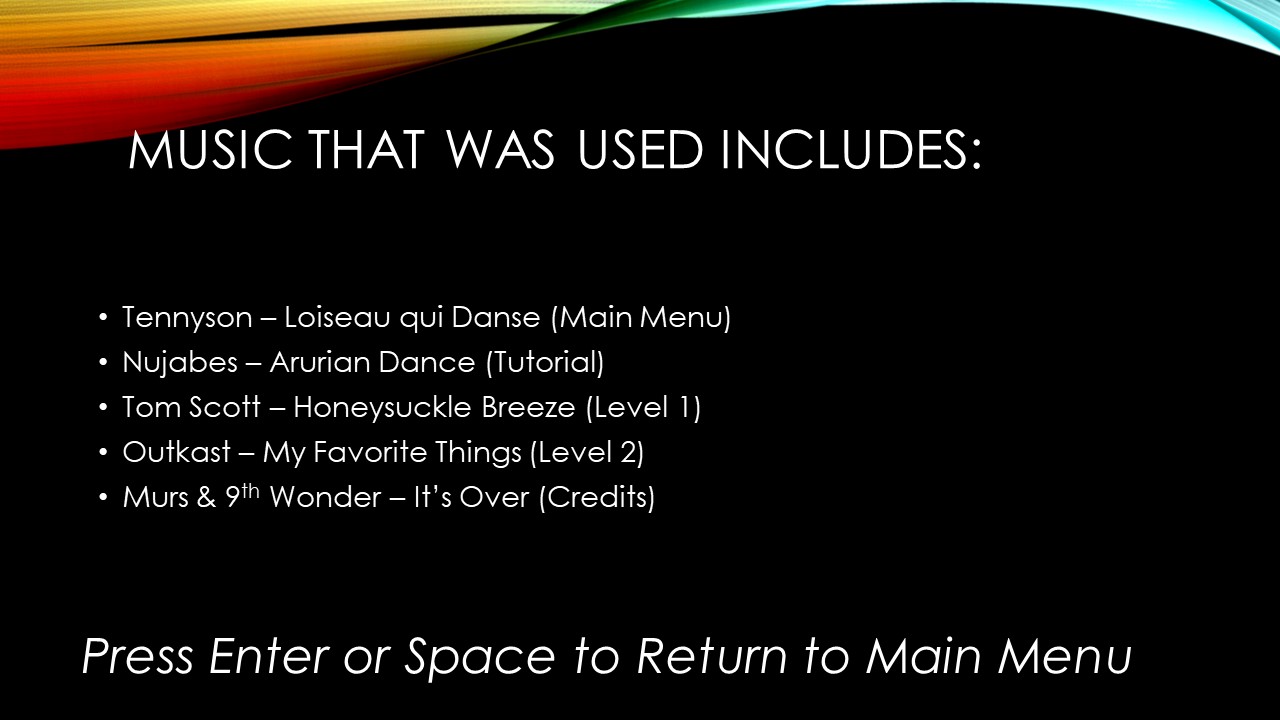 MUSIC THAT WAS USED INCLUDES:
• Tennyson – Loiseau qui Danse (Main Menu)
• Nujabes – Arurian Dance (Tutorial)
• Tom Scott – Honeysuckle Breeze (Level 1)
• Outkast – My Favorite Things (Level 2)
• Murs & 9th Wonder – It’s Over (Credits)
Press Enter or Space to Return to Main Menu